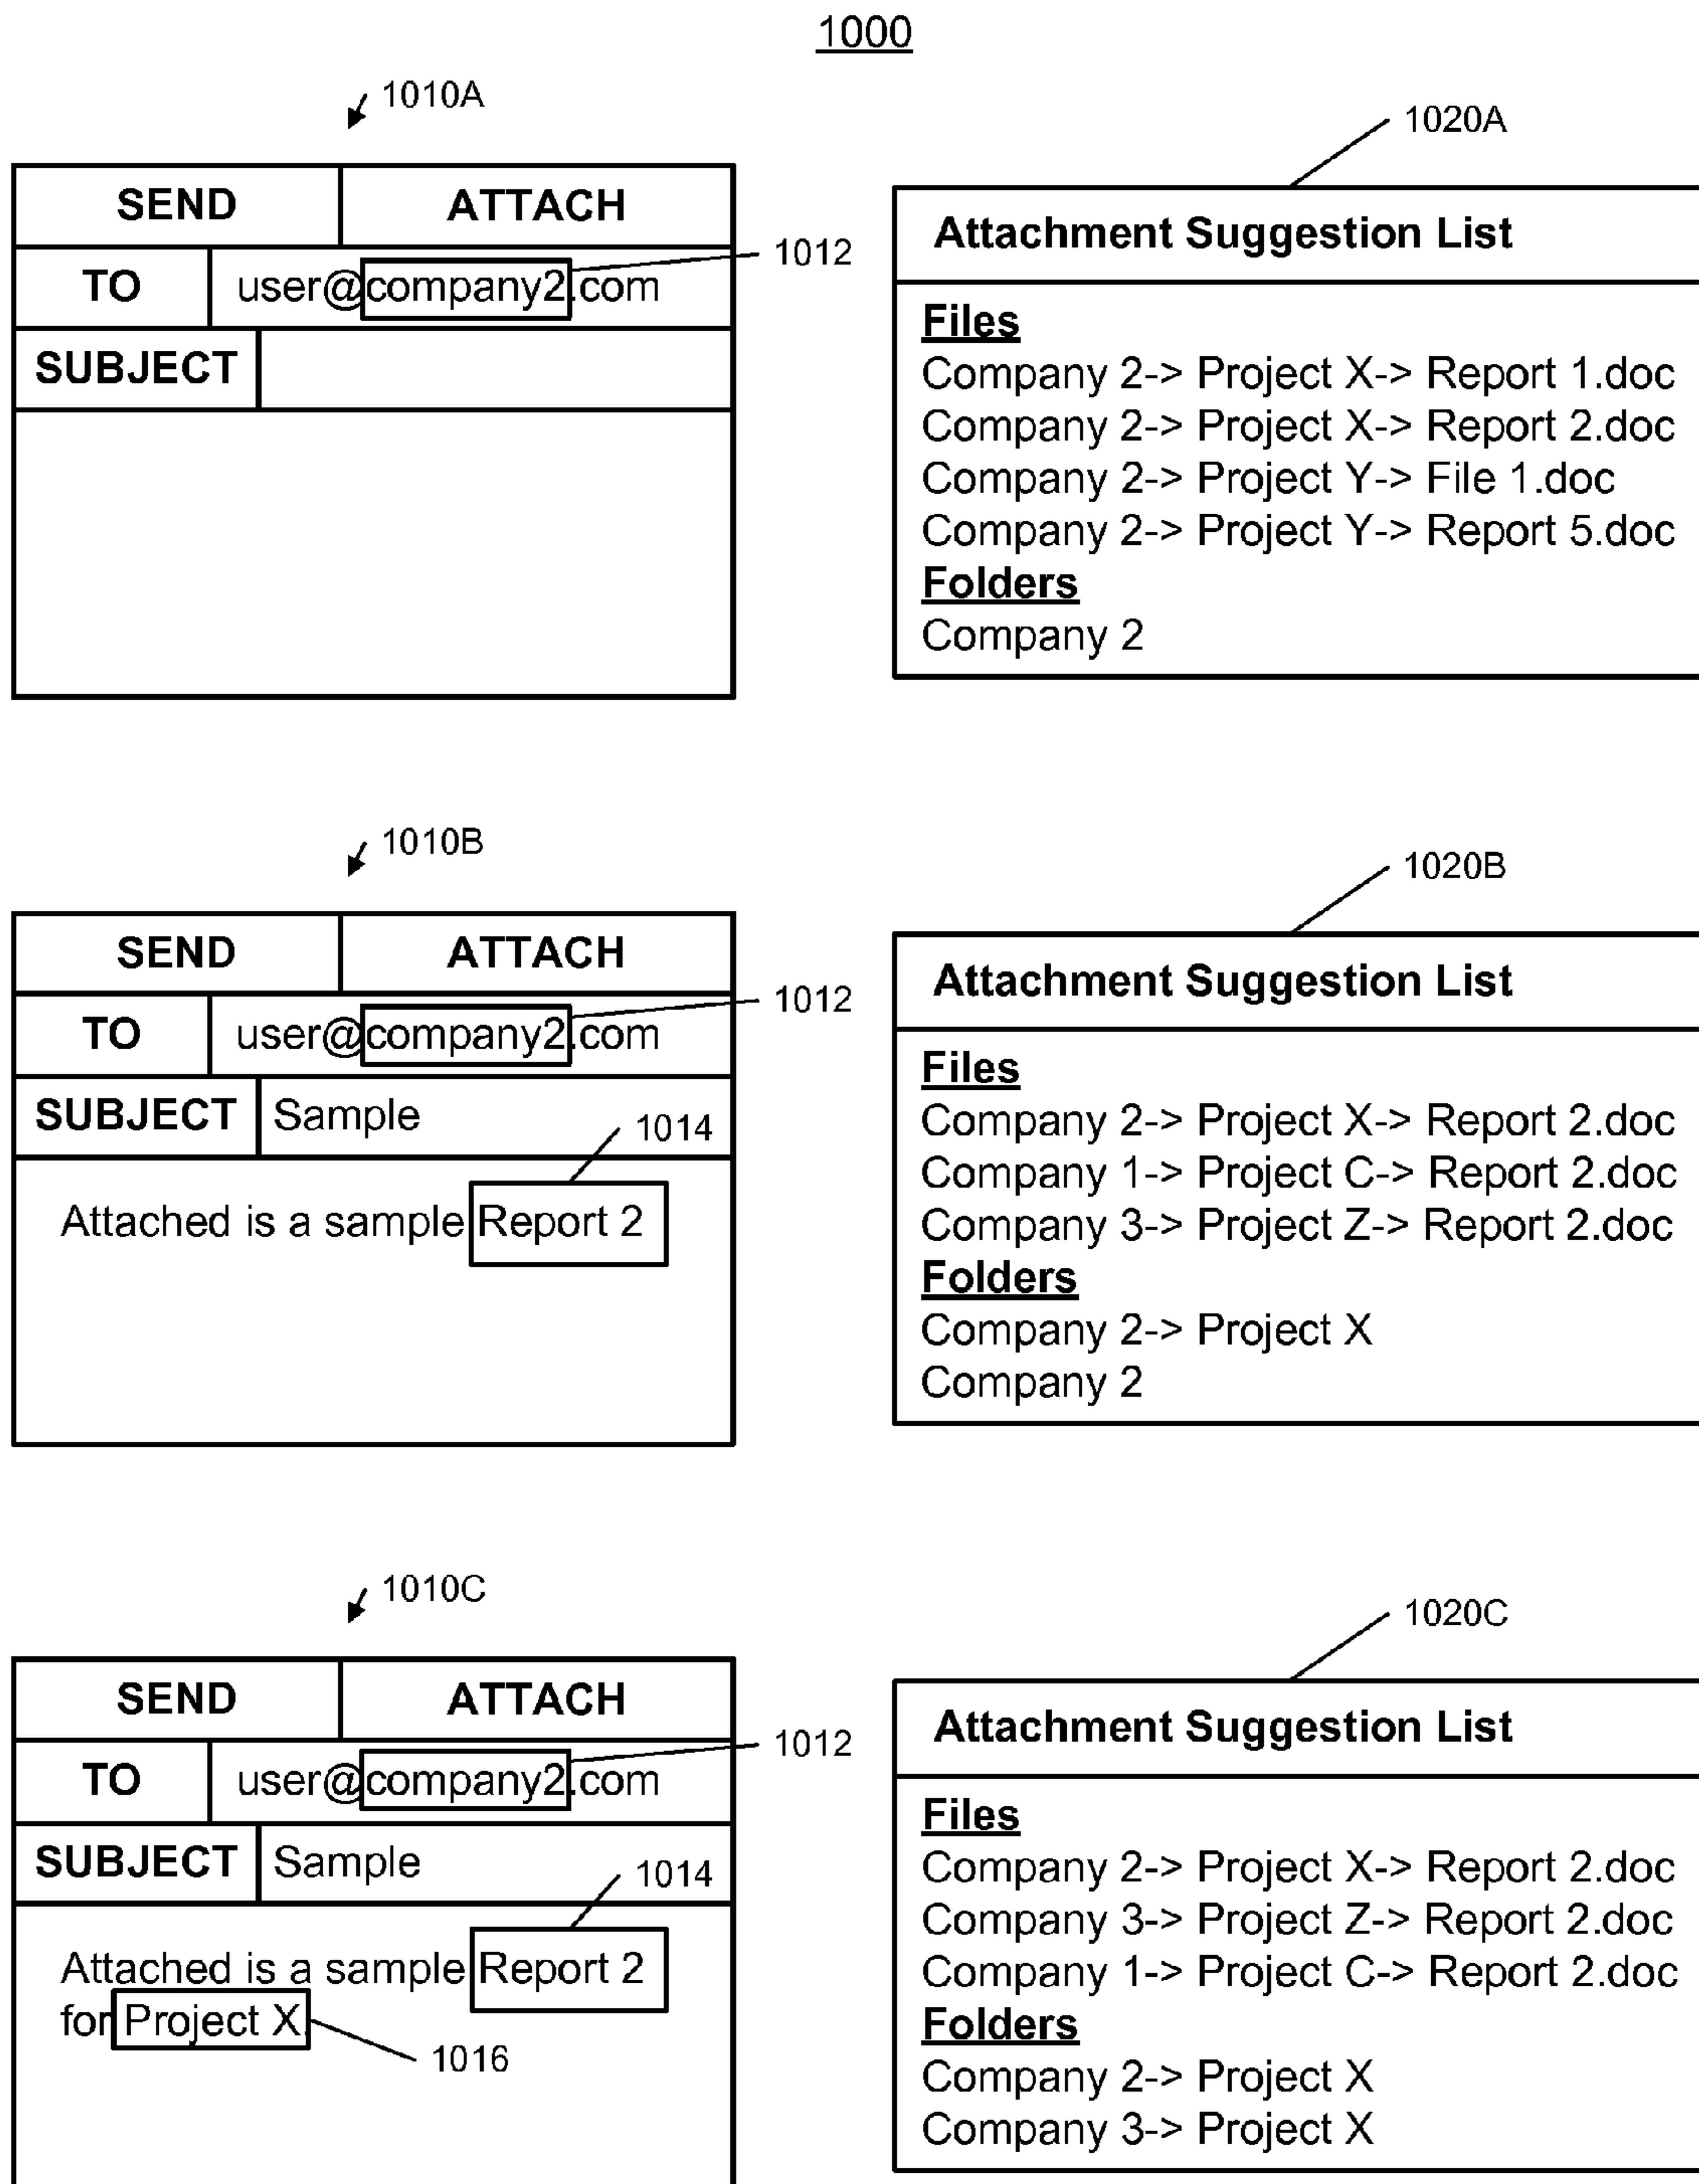 1000
1010A
1020A
SEND ATTACH
TO user@company2.com
1012
SUBJECT
Attachment Suggestion List
Files
Company 2-> Project X-> Report 1.doc
Company 2-> Project X-> Report 2.doc
Company 2-> Project Y-> File 1.doc
Company 2-> Project Y-> Report 5.doc
Folders
Company 2
1010B
1020B
SEND ATTACH
TO user@company2.com
1012
SUBJECT Sample
1014
Attached is a sample Report 2
Attachment Suggestion List
Files
Company 2-> Project X-> Report 2.doc
Company 1-> Project C-> Report 2.doc
Company 3-> Project Z-> Report 2.doc
Folders
Company 2-> Project X
Company 2
1010C
1020C
SEND ATTACH
TO user@company2.com
1012
SUBJECT Sample
1014
Attached is a sample Report 2
for Project X.
1016
Attachment Suggestion List
Files
Company 2-> Project X-> Report 2.doc
Company 3-> Project Z-> Report 2.doc
Company 1-> Project C-> Report 2.doc
Folders
Company 2-> Project X
Company 3-> Project X